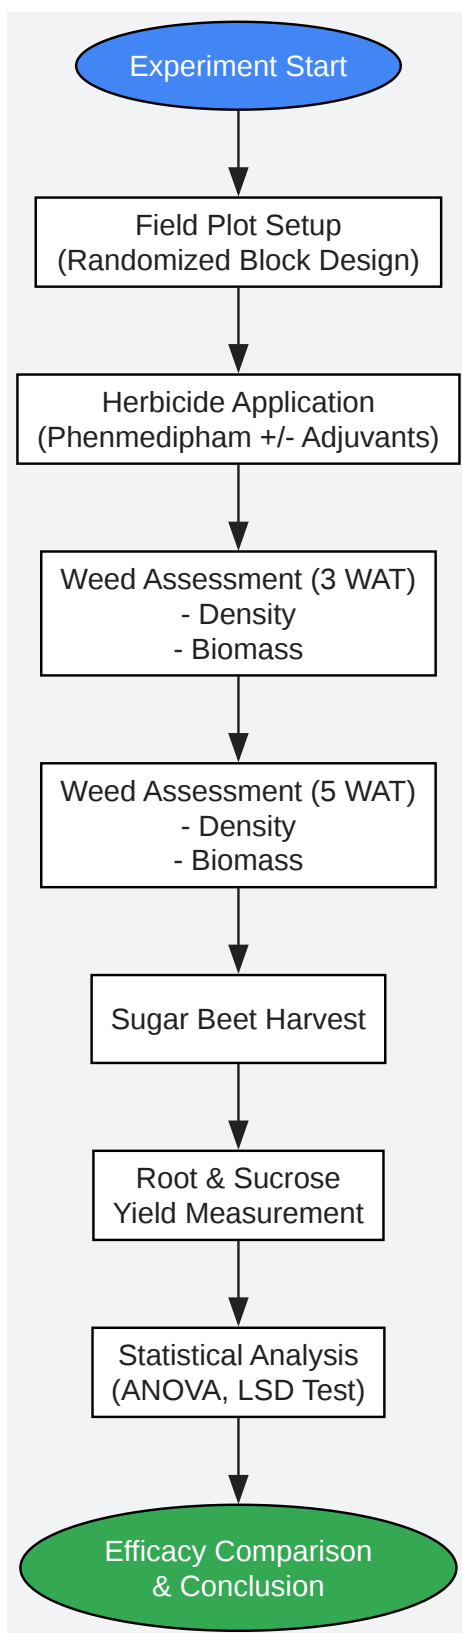 Experiment Start
Field Plot Setup
(Randomized Block Design)
Herbicide Application
(Phenmedipham +/- Adjuvants)
Weed Assessment (3 WAT)
- Density
- Biomass
Weed Assessment (5 WAT)
- Density
- Biomass
Sugar Beet Harvest
Root & Sucrose
Yield Measurement
Statistical Analysis
(ANOVA, LSD Test)
Efficacy Comparison
& Conclusion